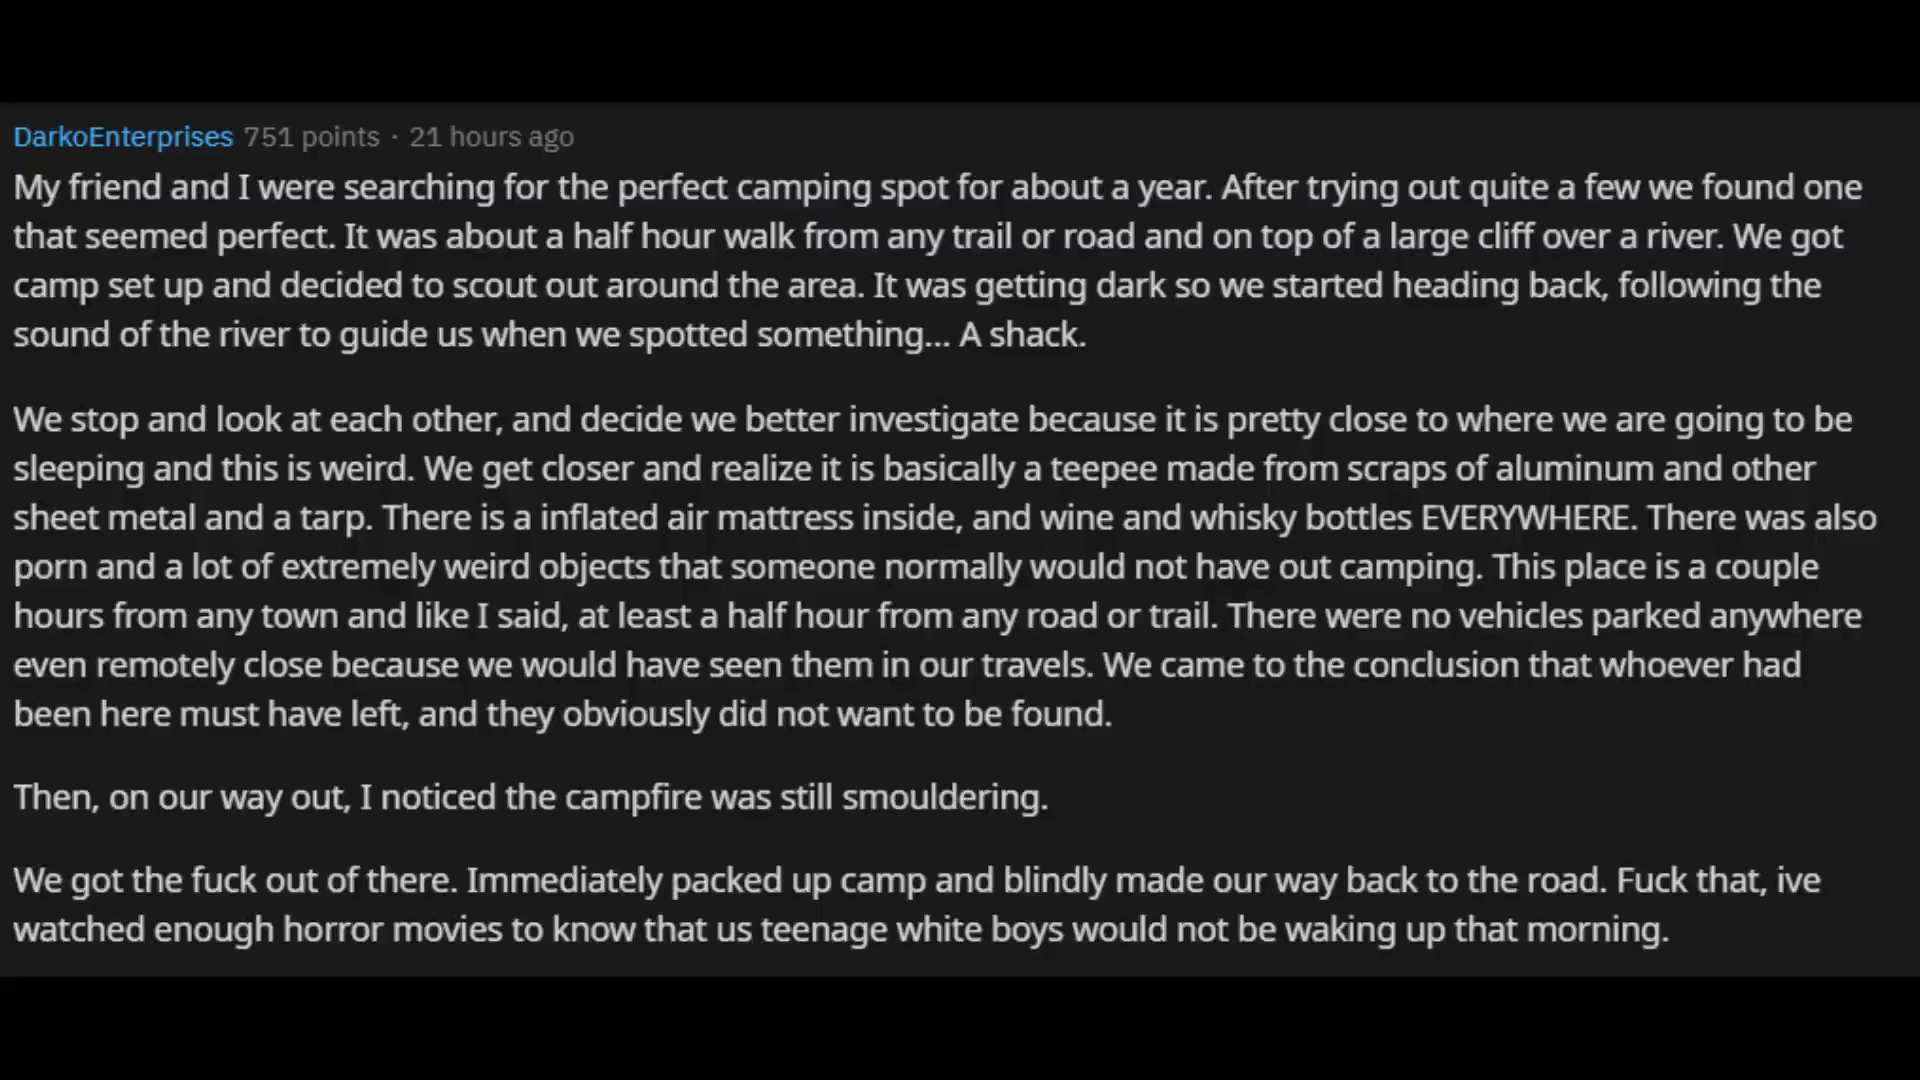 DarkoEnterprises 751 points · 21 hours ago
My friend and I were searching for the perfect camping spot for about a year. After trying out quite a few we found one
that seemed perfect. It was about a half hour walk from any trail or road and on top of a large cliff over a river. We got
camp set up and decided to scout out around the area. It was getting dark so we started heading back, following the
sound of the river to guide us when we spotted something... A shack.
We stop and look at each other, and decide we better investigate because it is pretty close to where we are going to be
sleeping and this is weird. We get closer and realize it is basically a teepee made from scraps of aluminum and other
sheet metal and a tarp. There is a inflated air mattress inside, and wine and whisky bottles EVERYWHERE. There was also
porn and a lot of extremely weird objects that someone normally would not have out camping. This place is a couple
hours from any town and like I said, at least a half hour from any road or trail. There were no vehicles parked anywhere
even remotely close because we would have seen them in our travels. We came to the conclusion that whoever had
been here must have left, and they obviously did not want to be found.
Then, on our way out, I noticed the campfire was still smouldering.
We got the fuck out of there. Immediately packed up camp and blindly made our way back to the road. Fuck that, ive
watched enough horror movies to know that us teenage white boys would not be waking up that morning.